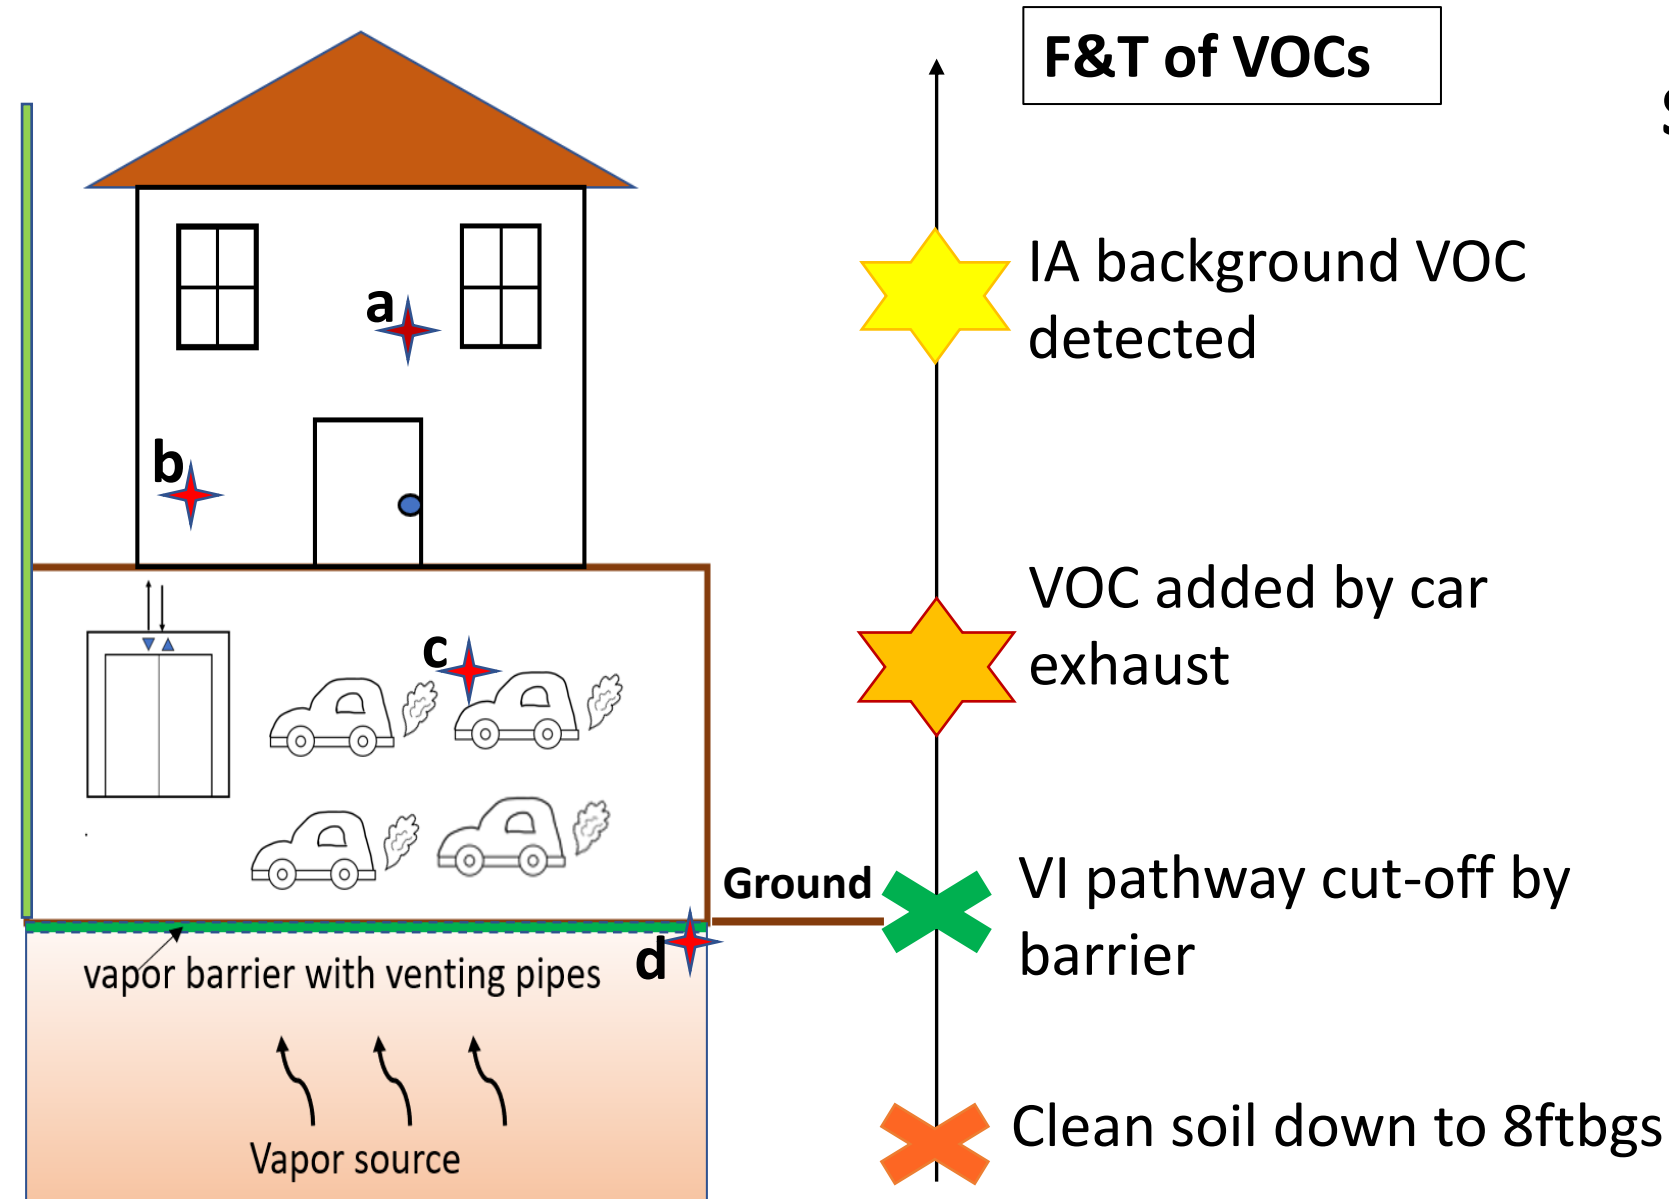 F&T of VOCs
IA background VOC
detected
a
b
VOC added by car
exhaust
c
Ground
VI pathway cut-off by
barrier
d
vapor barrier with venting pipes
Clean soil down to 8ftbgs
Vapor source